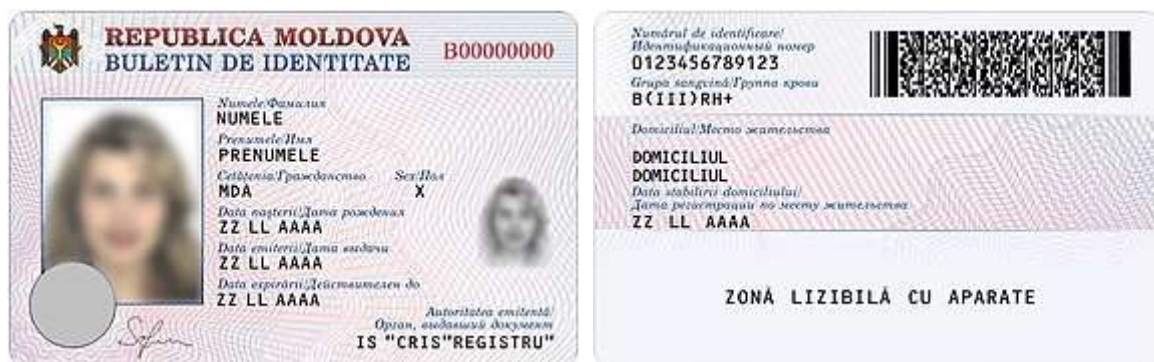 REPUBLICA MOLDOVA
BULETIN DE IDENTITATE
B00000000
Numele/Фамилия
NUMELE
Prenumele/Имя
PRENUMELE
Cetăţenia/Гражданство Sex/Пол
MDA X
Data naşterii/Дата рождения
ZZ LL AAAA
Data emiterii/Дата выдачи
ZZ LL AAAA
Data expirării/Действителен до
ZZ LL AAAA
Autoritatea emitentă/
Орган, выдавший документ
IS "CRIS"REGISTRU"
Numărul de identificare/
Идентификационный номер
0123456789123
Grupa sangvină/Группа крови
B(III)RH+
Domiciliul/Место жительства
DOMICILIUL
DOMICILIUL
Data stabilirii domiciliului/
Дата регистрации по месту жительства
ZZ LL AAAA
ZONĂ LIZIBILĂ CU APARATE